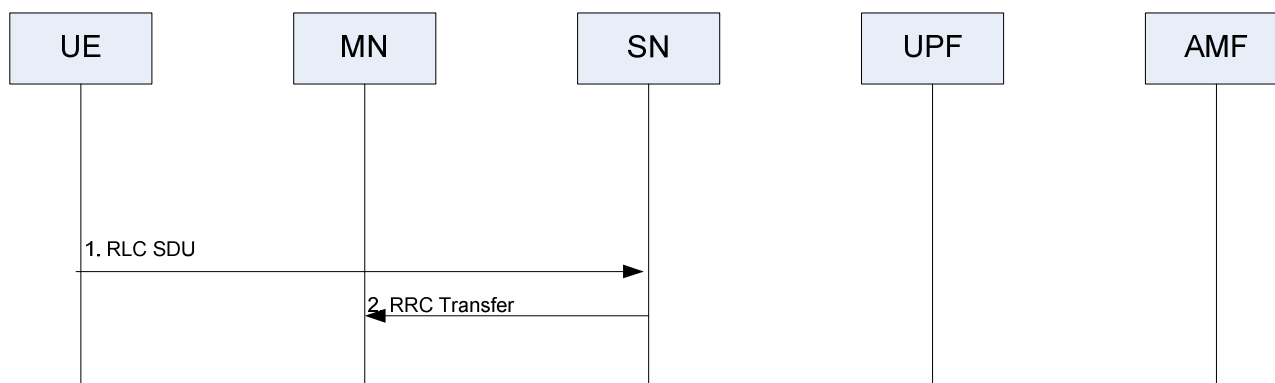 UE
MN
SN
UPF
AMF
1. RLC SDU
2. RRC Transfer